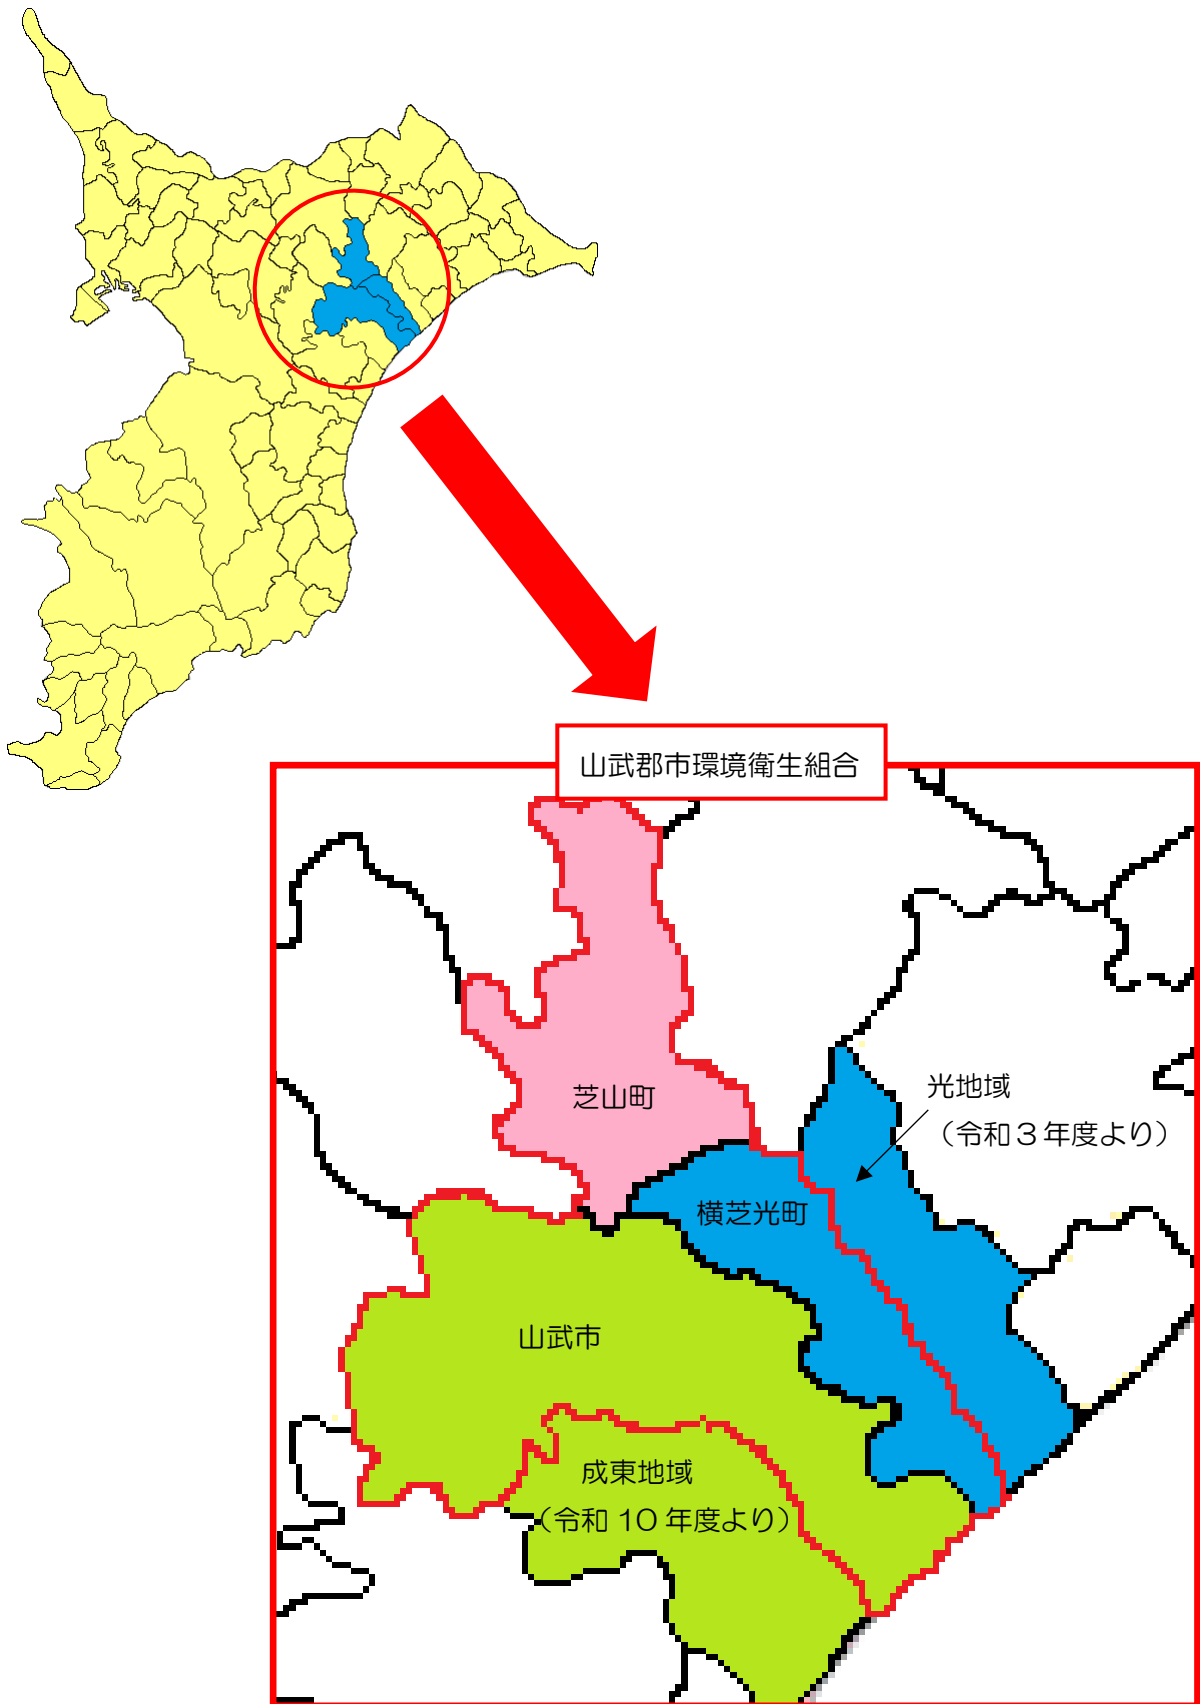 山武郡市環境衛生組合
芝山町
光地域
（令和３年度より）
横芝光町
山武市
成東地域
（令和 10 年度より）